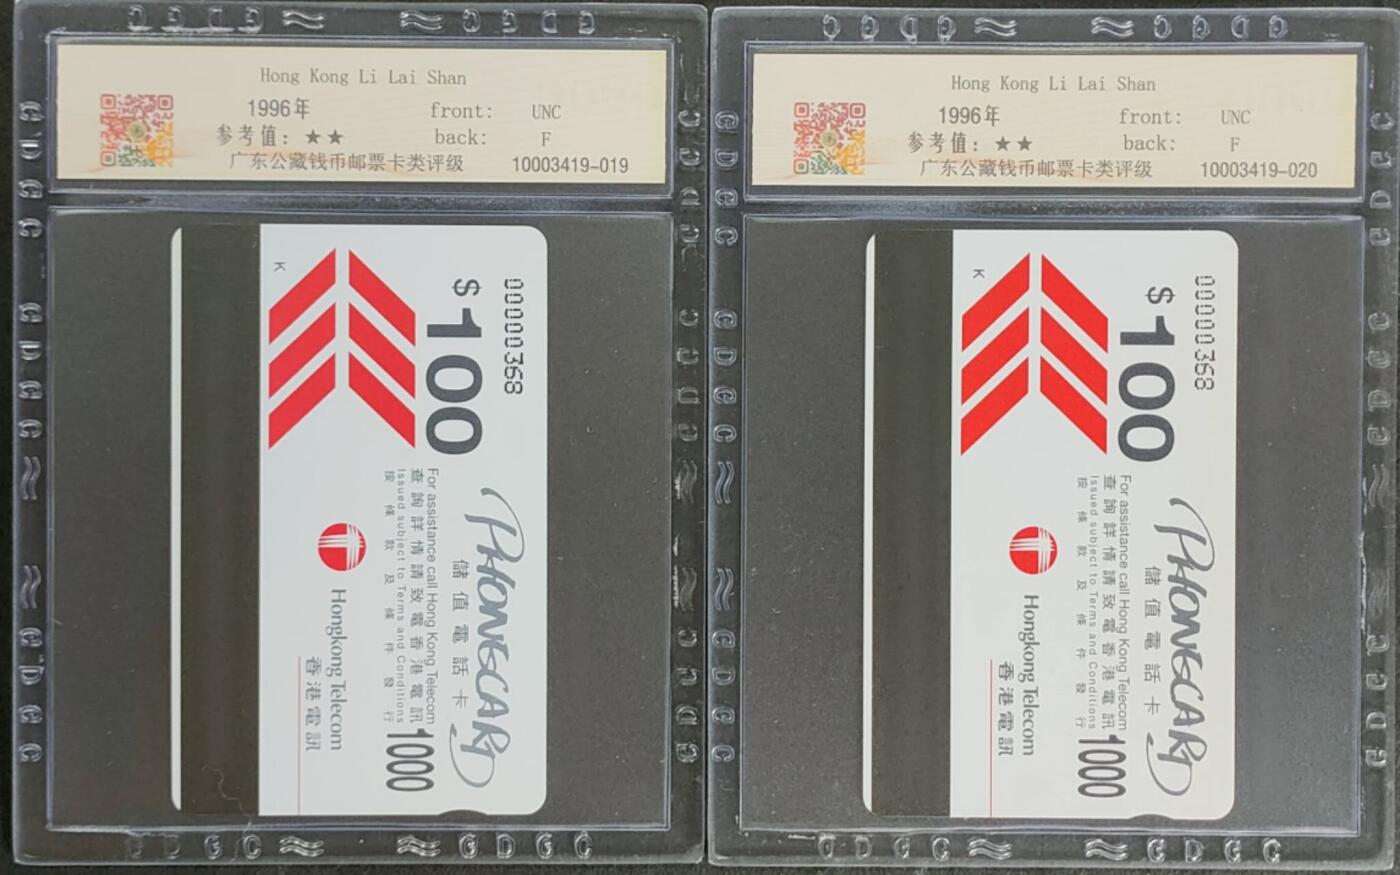 Hong Kong Li Lai Shan
1996年
front: UNC
参考值：★★
back: F
广东公藏钱币邮票卡类评级
10003419-019
00000368
$100
K
PHONECARD
儲值電話卡
For assistance call Hong Kong Telecom
查詢詳情請致電香港電訊
Issued subject to Terms and Conditions
按條款及條件發行
1000
Hongkong Telecom
香港電訊
Hong Kong Li Lai Shan
1996年
front: UNC
参考值：★★
back: F
广东公藏钱币邮票卡类评级
10003419-020
00000368
$100
K
PHONECARD
儲值電話卡
For assistance call Hong Kong Telecom
查詢詳情請致電香港電訊
Issued subject to Terms and Conditions
按條款及條件發行
1000
Hongkong Telecom
香港電訊